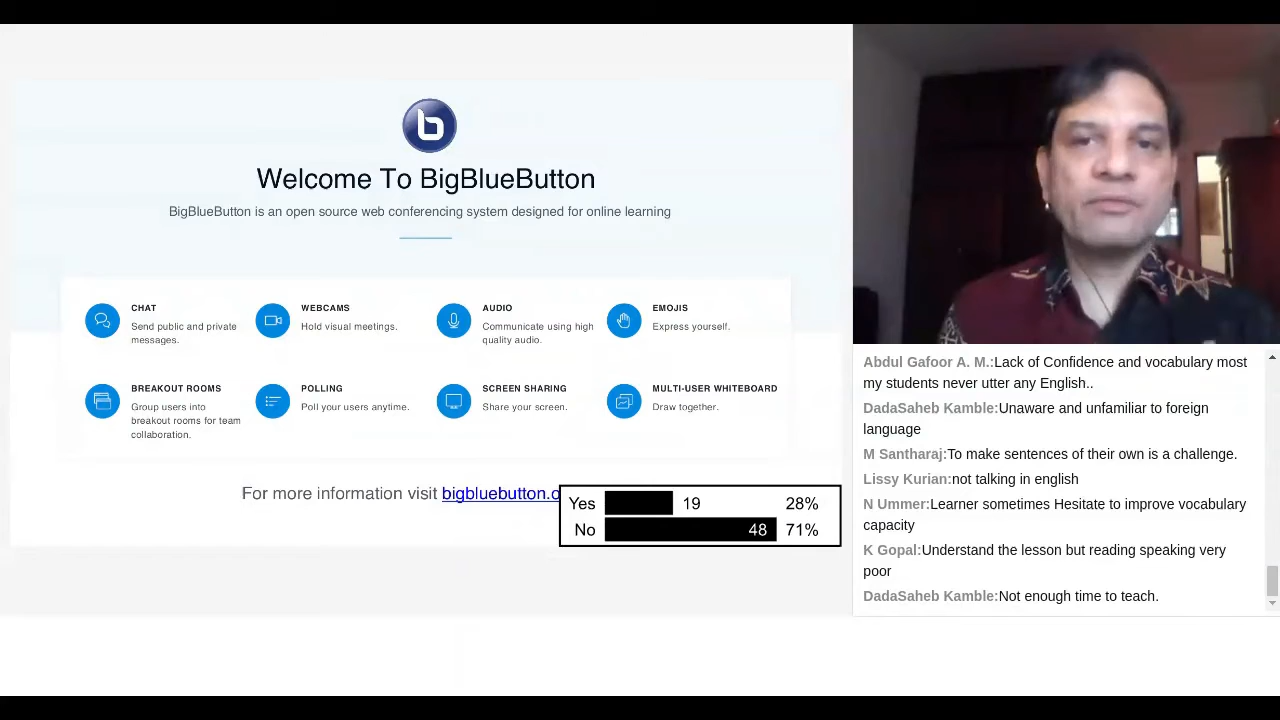 Welcome To BigBlueButton
BigBlueButton is an open source web conferencing system designed for online learning
CHAT
Send public and private
messages.
WEBCAMS
Hold visual meetings.
AUDIO
Communicate using high
quality audio.
EMOJIS
Express yourself.
BREAKOUT ROOMS
Group users into
breakout rooms for team
collaboration.
POLLING
Poll your users anytime.
SCREEN SHARING
Share your screen.
MULTI-USER WHITEBOARD
Draw together.
For more information visit bigbluebutton.o
Yes 19 28%
No 48 71%
Abdul Gafoor A. M.:Lack of Confidence and vocabulary most
my students never utter any English..
DadaSaheb Kamble:Unaware and unfamiliar to foreign
language
M Santharaj:To make sentences of their own is a challenge.
Lissy Kurian:not talking in english
N Ummer:Learner sometimes Hesitate to improve vocabulary
capacity
K Gopal:Understand the lesson but reading speaking very
poor
DadaSaheb Kamble:Not enough time to teach.